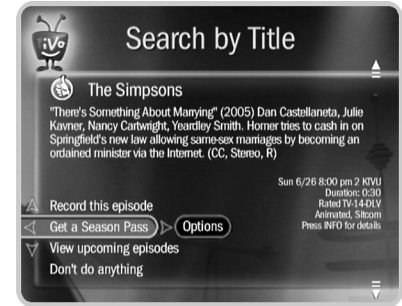 TiVo
Search by Title
The Simpsons
"There's Something About Marrying" (2005) Dan Castellaneta, Julie
Kavner, Nancy Cartwright, Yeardley Smith. Homer tries to cash in on
Springfield's new law allowing same-sex marriages by becoming an
ordained minister via the Internet. (CC, Stereo, R)
Sun 6/26 8:00 pm 2 KTVU
Duration: 0:30
Rated TV-14-DLV
Animated, Sitcom
Press INFO for details
Record this episode
Get a Season Pass
Options
View upcoming episodes
Don't do anything